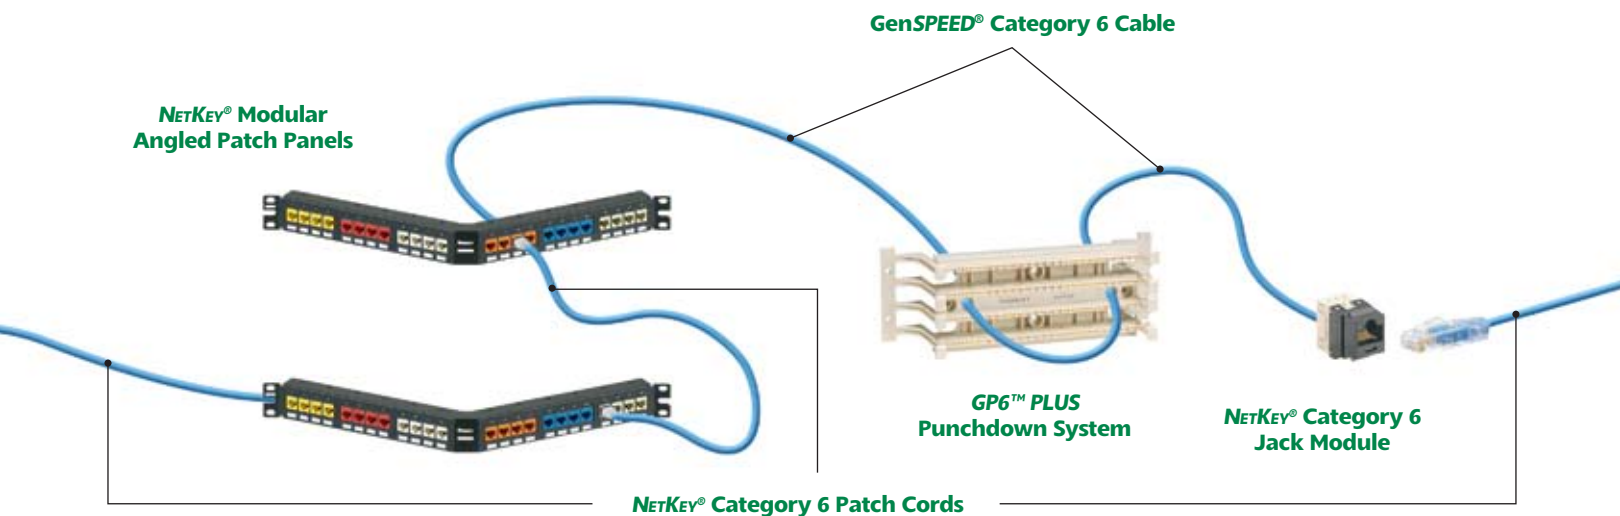 GenSPEED® Category 6 Cable
NetKey® Modular
Angled Patch Panels
GP6™ PLUS
Punchdown System
NetKey® Category 6
Jack Module
NetKey® Category 6 Patch Cords